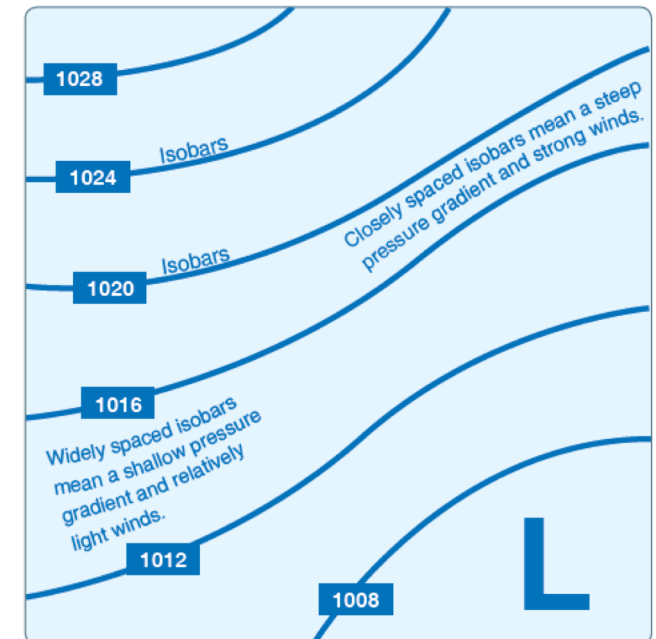 1028
Isobars
1024
Closely spaced isobars mean a steep
pressure gradient and strong winds.
Isobars
1020
1016
Widely spaced isobars
mean a shallow pressure
gradient and relatively
light winds.
1012
1008
L